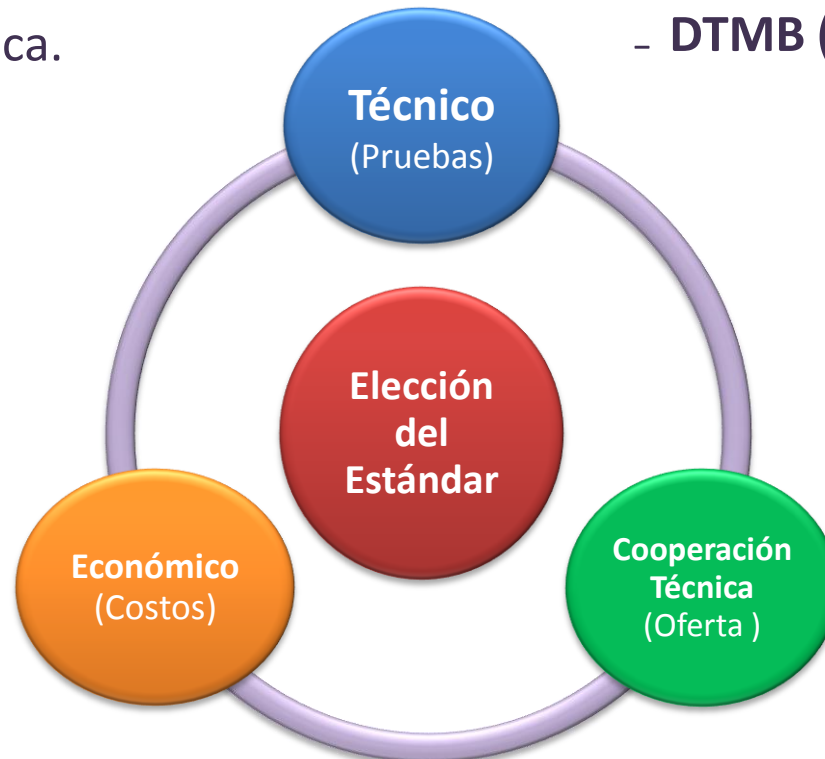 ca.
- DTMB (
Técnico
(Pruebas)
Elección
del
Estándar
Económico
(Costos)
Cooperación
Técnica
(Oferta )